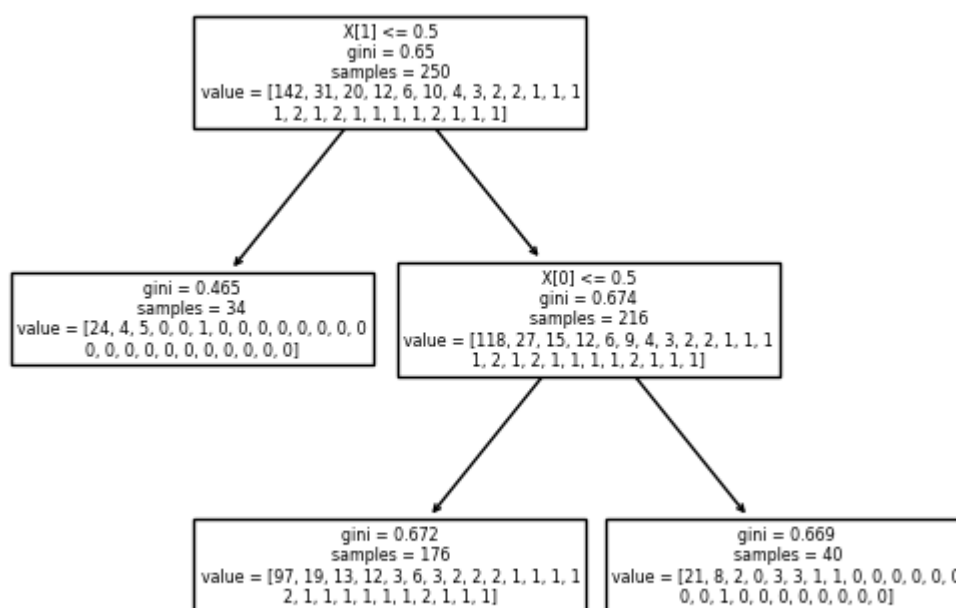 X[1] <= 0.5
gini = 0.65
samples = 250
value = [142, 31, 20, 12, 6, 10, 4, 3, 2, 2, 1, 1, 1
1, 2, 1, 2, 1, 1, 1, 1, 2, 1, 1, 1]
gini = 0.465
samples = 34
value = [24, 4, 5, 0, 0, 1, 0, 0, 0, 0, 0, 0, 0, 0
0, 0, 0, 0, 0, 0, 0, 0, 0, 0, 0]
X[0] <= 0.5
gini = 0.674
samples = 216
value = [118, 27, 15, 12, 6, 9, 4, 3, 2, 2, 1, 1, 1
1, 2, 1, 2, 1, 1, 1, 1, 2, 1, 1, 1]
gini = 0.672
samples = 176
value = [97, 19, 13, 12, 3, 6, 3, 2, 2, 2, 1, 1, 1, 1
2, 1, 1, 1, 1, 1, 1, 2, 1, 1, 1]
gini = 0.669
samples = 40
value = [21, 8, 2, 0, 3, 3, 1, 1, 0, 0, 0, 0, 0, 0
0, 0, 1, 0, 0, 0, 0, 0, 0, 0, 0]